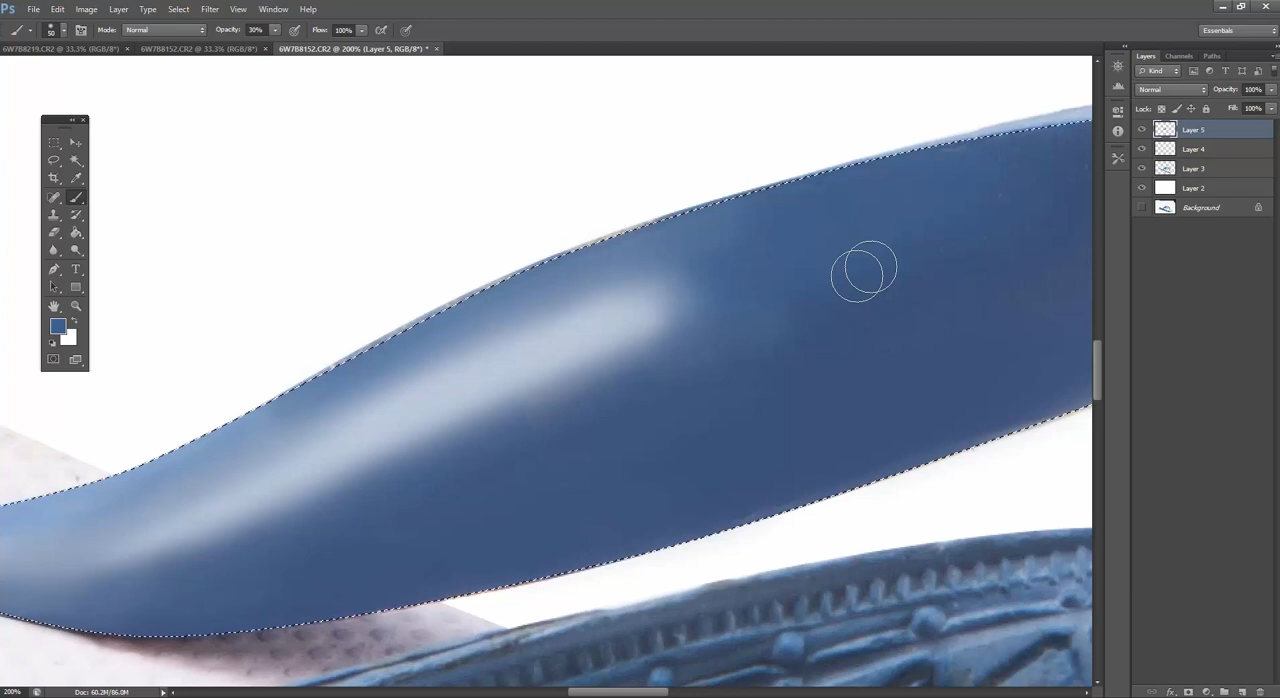 Ps File Edit Image Layer Type Select Filter View Window Help
50 Mode: Normal Opacity: 30% Flow: 100% Essentials
6W7B8219.CR2 @ 33.3% (RGB/8*) × 6W7B8152.CR2 @ 33.3% (RGB/8*) × 6W7B8152.CR2 @ 200% (Layer 5, RGB/8*) * ×
Layers Channels Paths
Kind T
Normal Opacity: 100%
Lock: Fill: 100%
Layer 5
Layer 4
Layer 3
Layer 2
Background
T
200% Doc: 60.2M/86.0M
fx